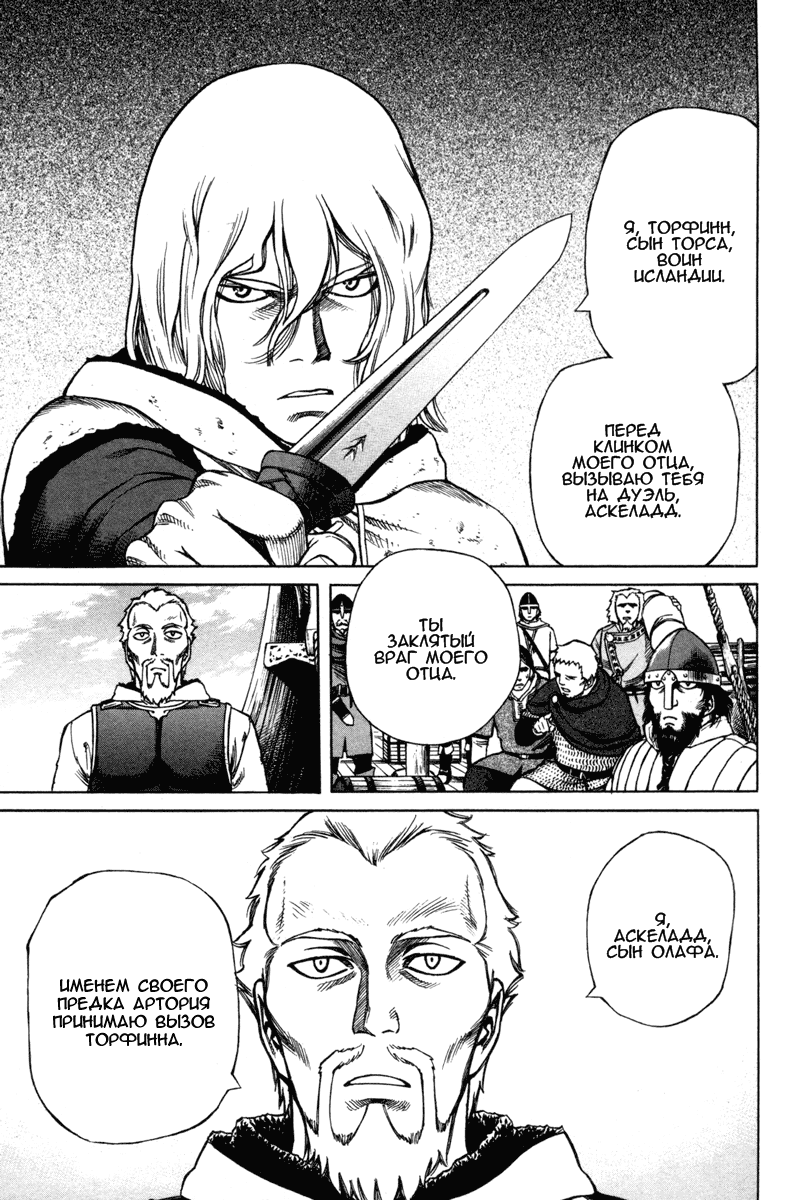 Я, ТОРФИНН,
СЫН ТОРСА,
ВОИН
ИСЛАНДИИ.
ПЕРЕД
КЛИНКОМ
МОЕГО ОТЦА,
ВЫЗЫВАЮ ТЕБЯ
НА ДУЭЛЬ,
АСКЕЛАДД.
ТЫ
ЗАКЛЯТЫЙ
ВРАГ МОЕГО
ОТЦА.
Я,
АСКЕЛАДД,
СЫН ОЛАФА.
ИМЕНЕМ СВОЕГО
ПРЕДКА АРТОРИЯ
ПРИНИМАЮ ВЫЗОВ
ТОРФИННА.